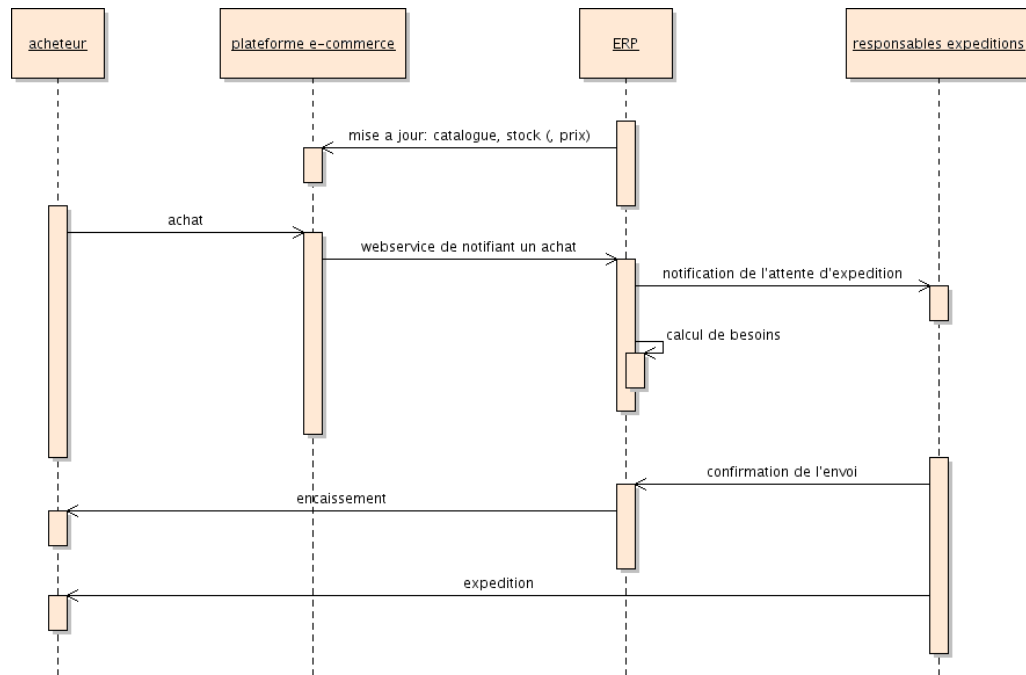 acheteur
plateforme e-commerce
ERP
responsables expeditions
mise a jour: catalogue, stock (, prix)
achat
webservice de notifiant un achat
notification de l'attente d'expedition
calcul de besoins
confirmation de l'envoi
encaissement
expedition